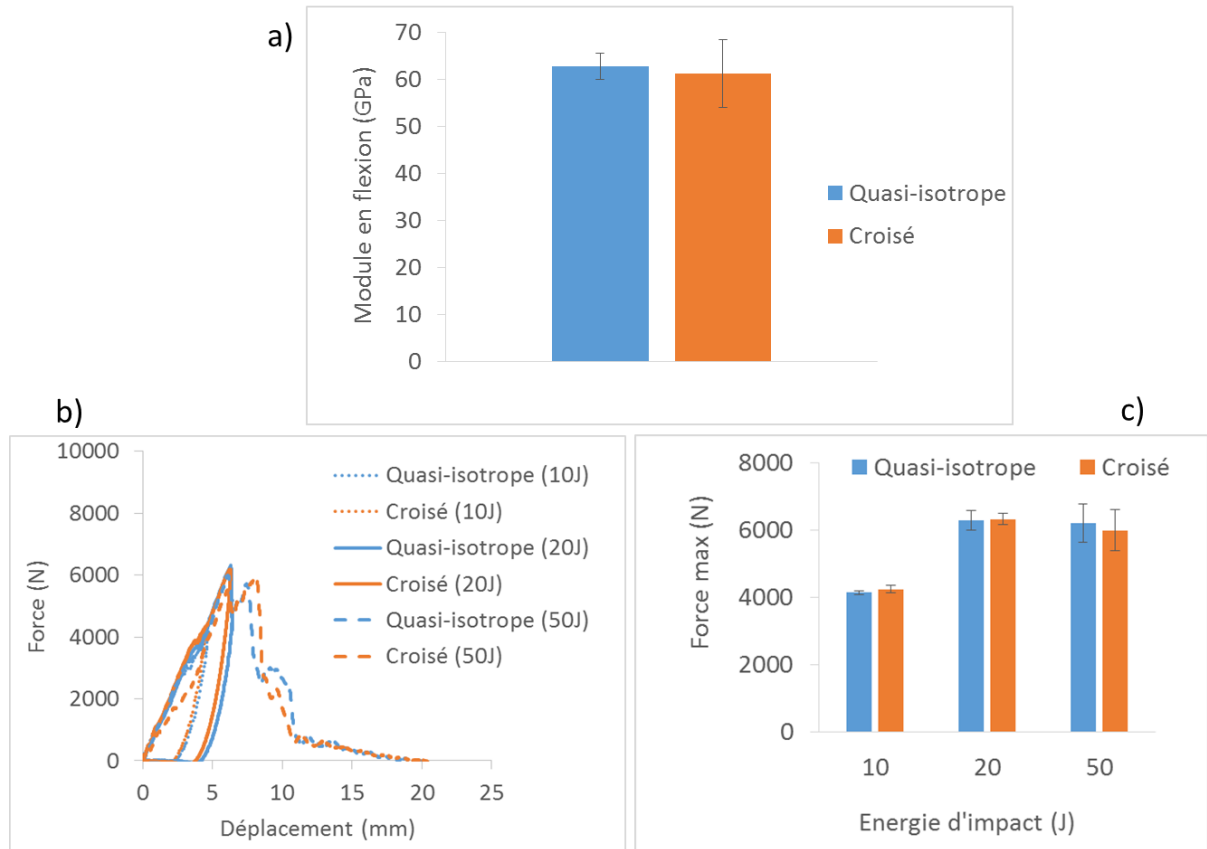 a)
Module en flexion (GPa)
70
60
50
40
30
20
10
0
Quasi-isotrope
Croisé
b)
Force (N)
10000
8000
6000
4000
2000
0
0 5 10 15 20 25
Déplacement (mm)
Quasi-isotrope (10J)
Croisé (10J)
Quasi-isotrope (20J)
Croisé (20J)
Quasi-isotrope (50J)
Croisé (50J)
c)
Force max (N)
8000
6000
4000
2000
0
Quasi-isotrope Croisé
10 20 50
Energie d'impact (J)